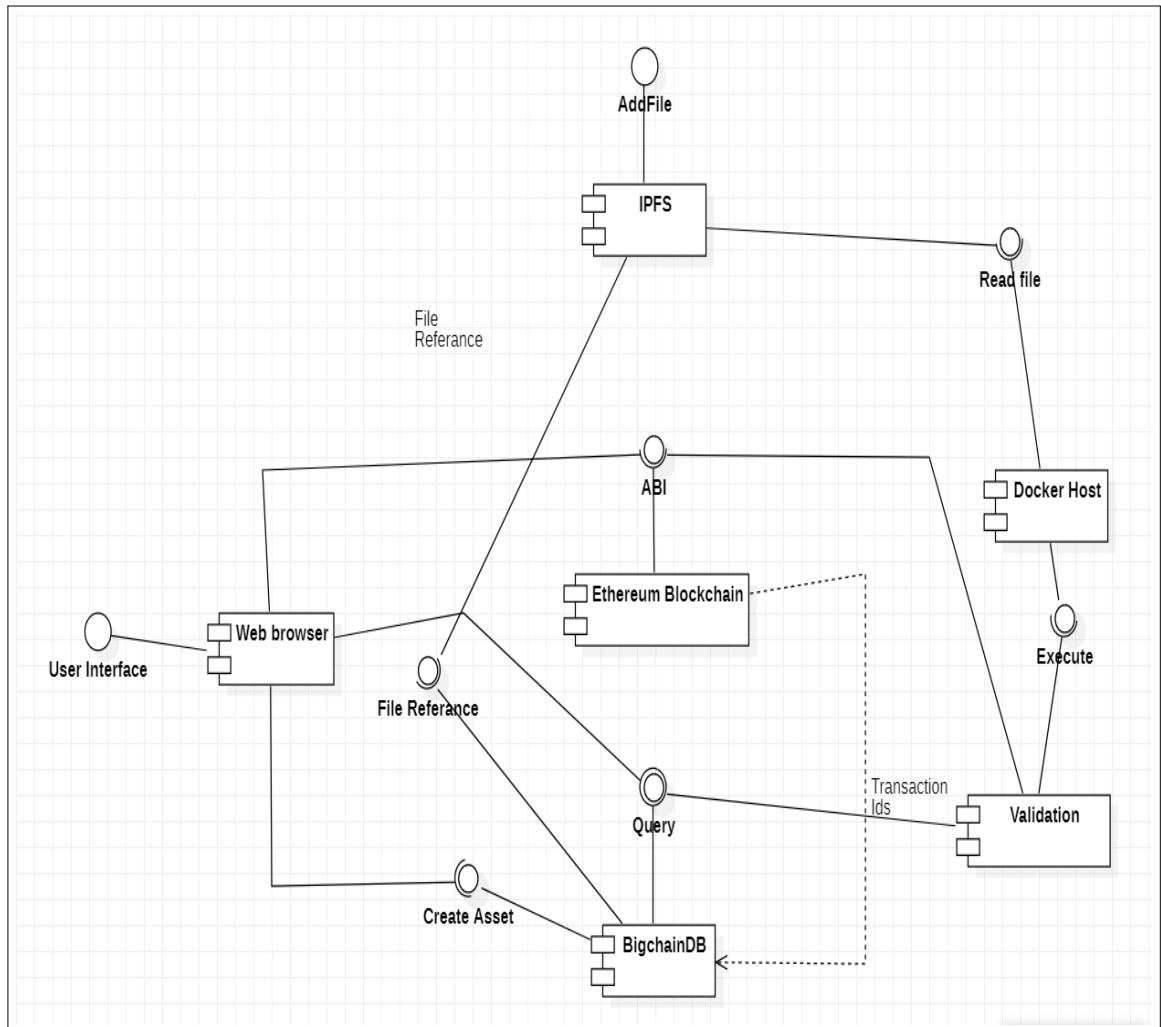 AddFile
IPFS
Read file
File
Referance
ABI
Docker Host
Ethereum Blockchain
Web browser
User Interface
Execute
File Referance
Transaction
Ids
Query
Validation
Create Asset
BigchainDB